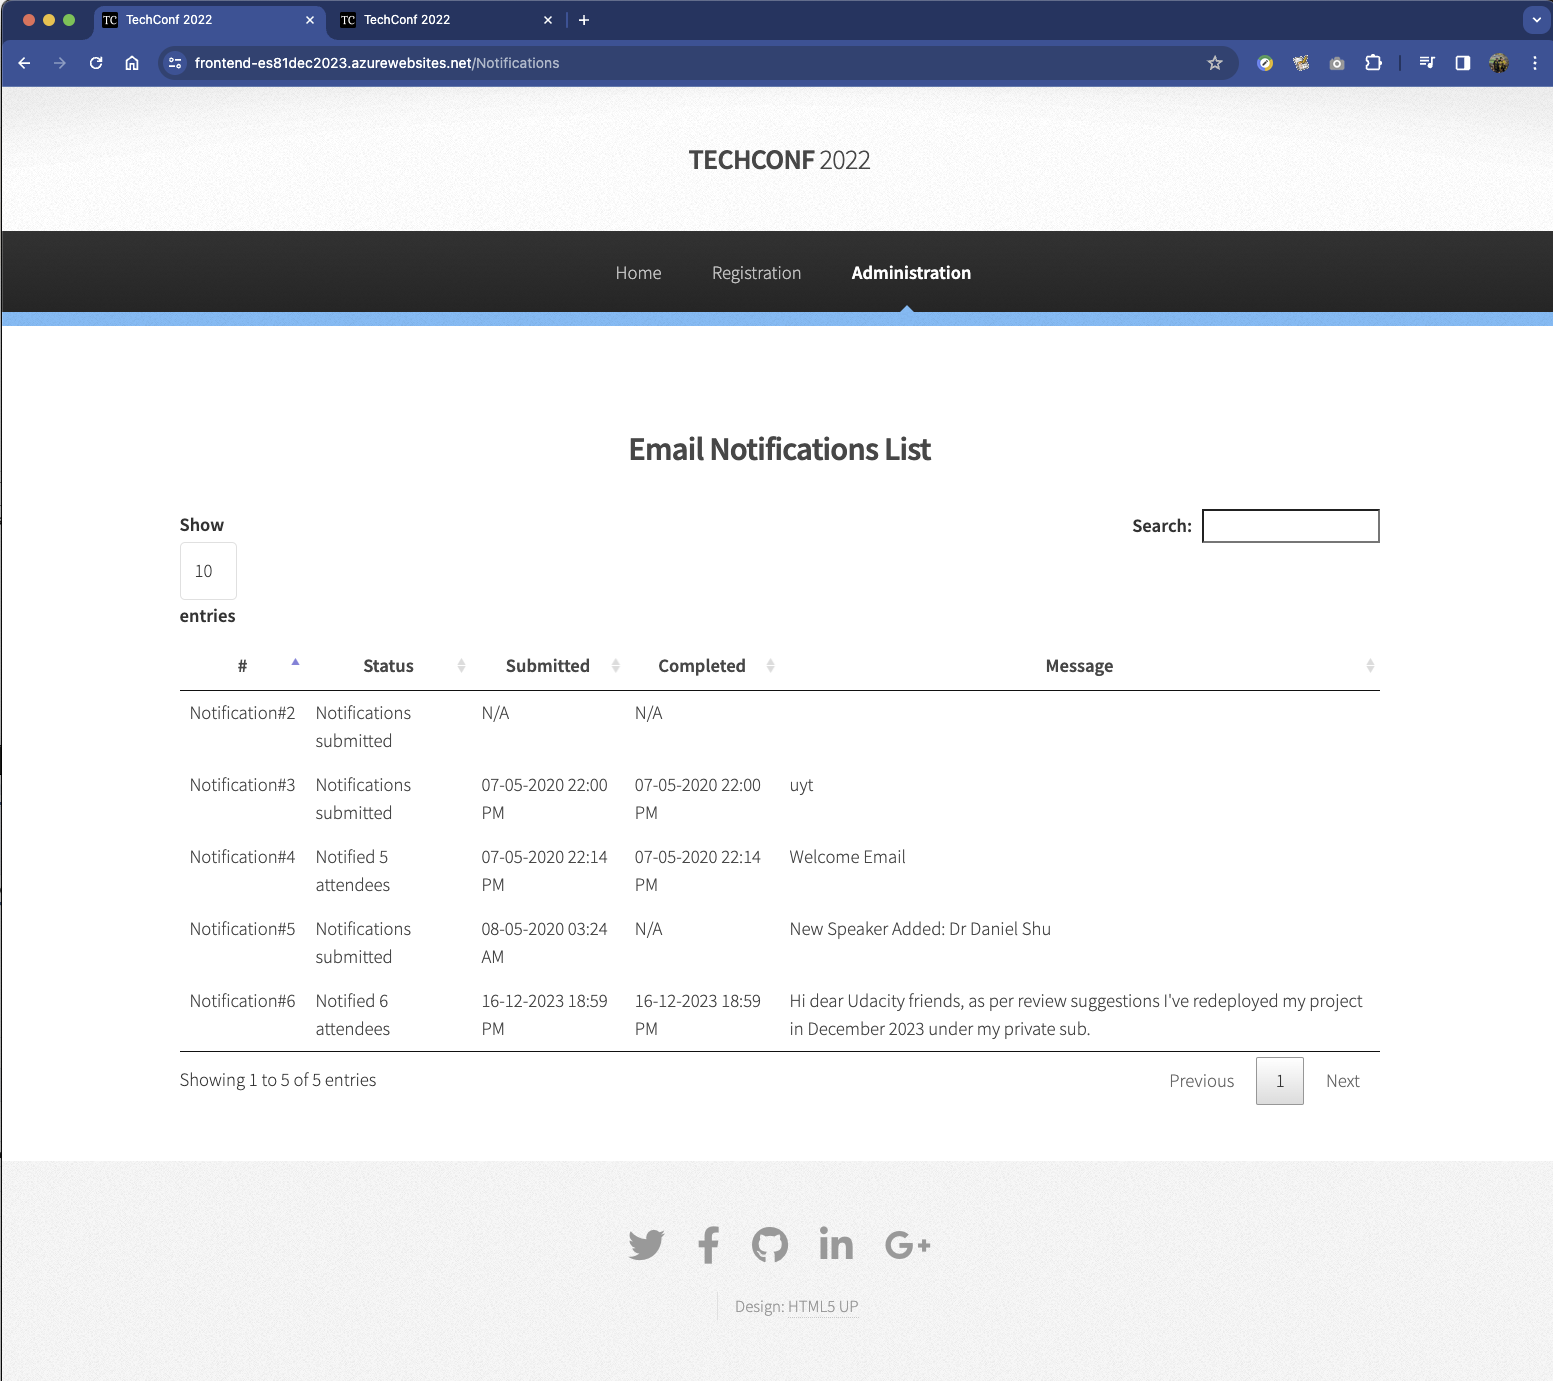 TC TechConf 2022
TC TechConf 2022
frontend-es81dec2023.azurewebsites.net/Notifications
TECHCONF 2022
Home Registration Administration
Email Notifications List
Show
10
entries
Search:
# Status Submitted Completed Message
Notification#2 Notifications N/A N/A
submitted
Notification#3 Notifications 07-05-2020 22:00 07-05-2020 22:00 uyt
submitted PM PM
Notification#4 Notified 5 07-05-2020 22:14 07-05-2020 22:14 Welcome Email
attendees PM PM
Notification#5 Notifications 08-05-2020 03:24 N/A New Speaker Added: Dr Daniel Shu
submitted AM
Notification#6 Notified 6 16-12-2023 18:59 16-12-2023 18:59 Hi dear Udacity friends, as per review suggestions I've redeployed my project
attendees PM PM in December 2023 under my private sub.
Showing 1 to 5 of 5 entries
Previous 1 Next
Design: HTML5 UP